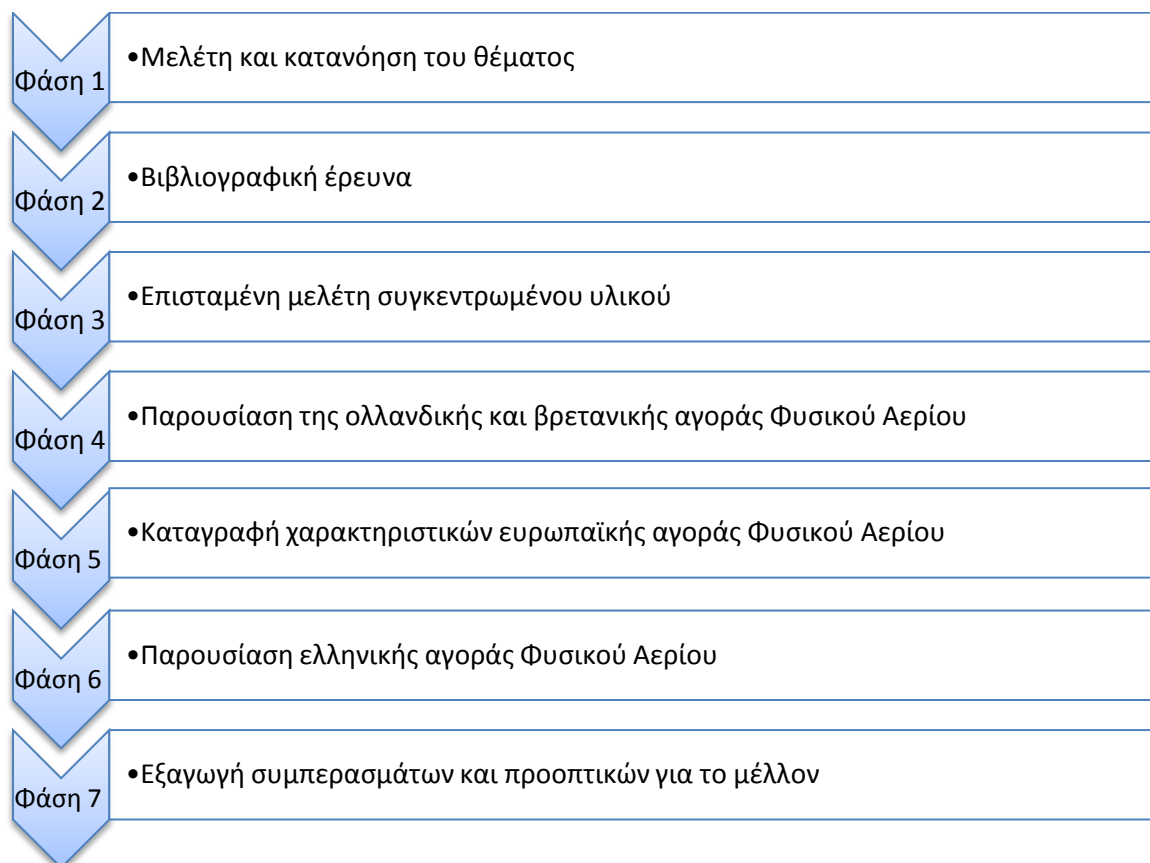 Φάση 1
•Μελέτη και κατανόηση του θέματος
Φάση 2
•Βιβλιογραφική έρευνα
Φάση 3
•Επισταμένη μελέτη συγκεντρωμένου υλικού
Φάση 4
•Παρουσίαση της ολλανδικής και βρετανικής αγοράς Φυσικού Αερίου
Φάση 5
•Καταγραφή χαρακτηριστικών ευρωπαϊκής αγοράς Φυσικού Αερίου
Φάση 6
•Παρουσίαση ελληνικής αγοράς Φυσικού Αερίου
Φάση 7
•Εξαγωγή συμπερασμάτων και προοπτικών για το μέλλον